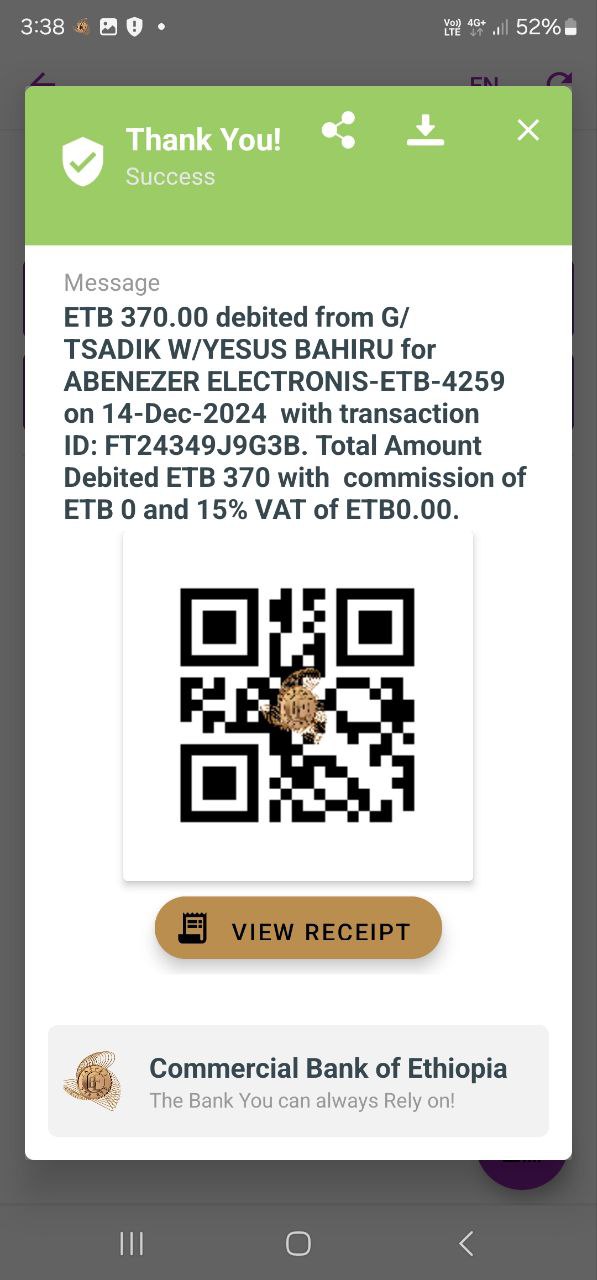 3:38 Vo)) LTE 4G+ 52%
EN
Thank You!
Success
Message
ETB 370.00 debited from G/
TSADIK W/YESUS BAHIRU for
ABENEZER ELECTRONIS-ETB-4259
on 14-Dec-2024 with transaction
ID: FT24349J9G3B. Total Amount
Debited ETB 370 with commission of
ETB 0 and 15% VAT of ETB0.00.
VIEW RECEIPT
Commercial Bank of Ethiopia
The Bank You can always Rely on!